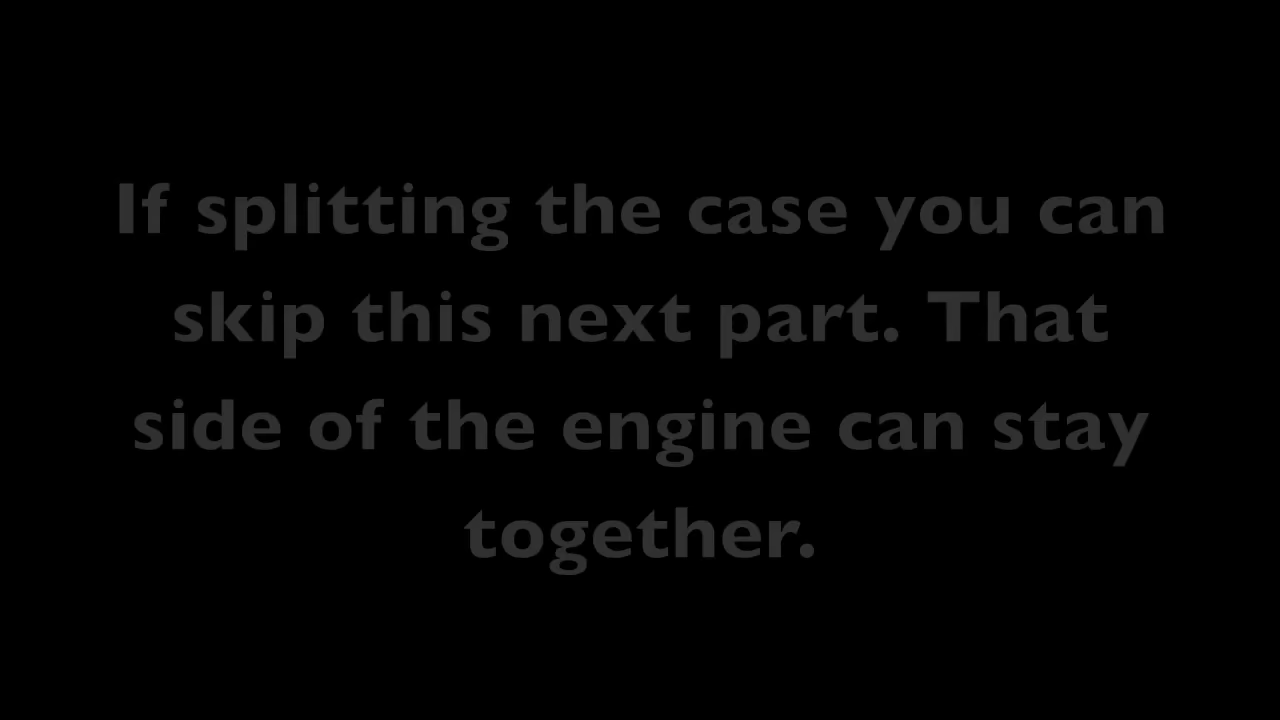 If splitting the case you can
skip this next part. That
side of the engine can stay
together.